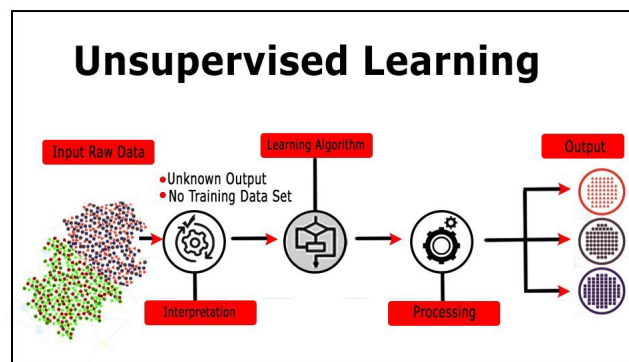 Unsupervised Learning
Input Raw Data
Learning Algorithm
Output
Unknown Output
No Training Data Set
Interpretation
Processing